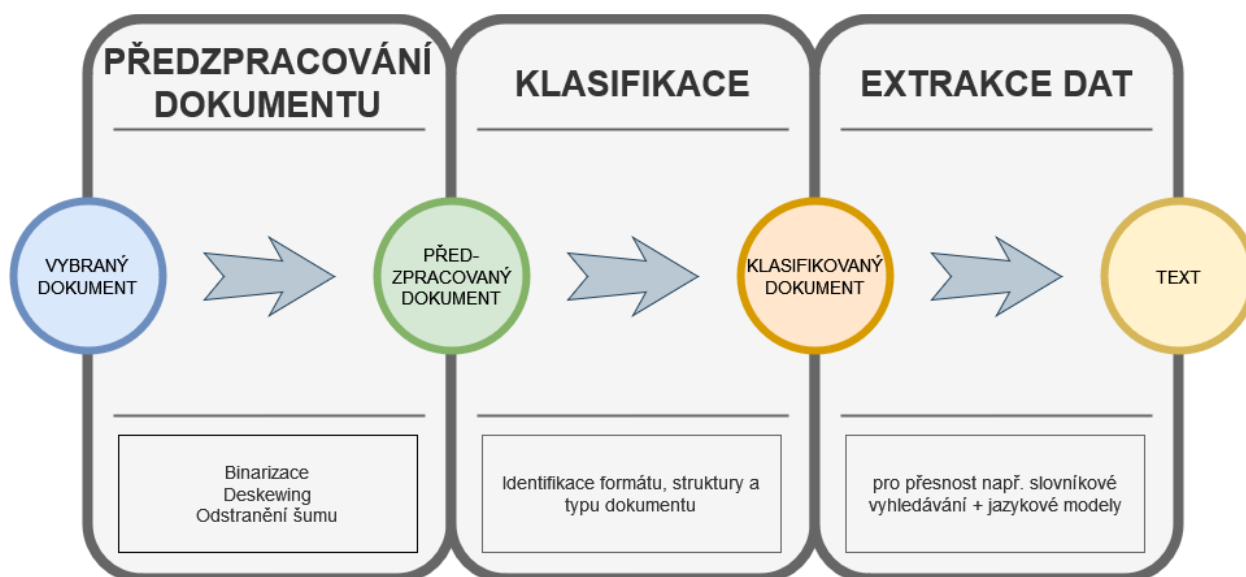 PŘEDZPRACOVÁNÍ
DOKUMENTU
KLASIFIKACE
EXTRAKCE DAT
VYBRANÝ
DOKUMENT
PŘED-
ZPRACOVANÝ
DOKUMENT
KLASIFIKOVANÝ
DOKUMENT
TEXT
Binarizace
Deskewing
Odstranění šumu
Identifikace formátu, struktury a
typu dokumentu
pro přesnost např. slovníkové
vyhledávání + jazykové modely